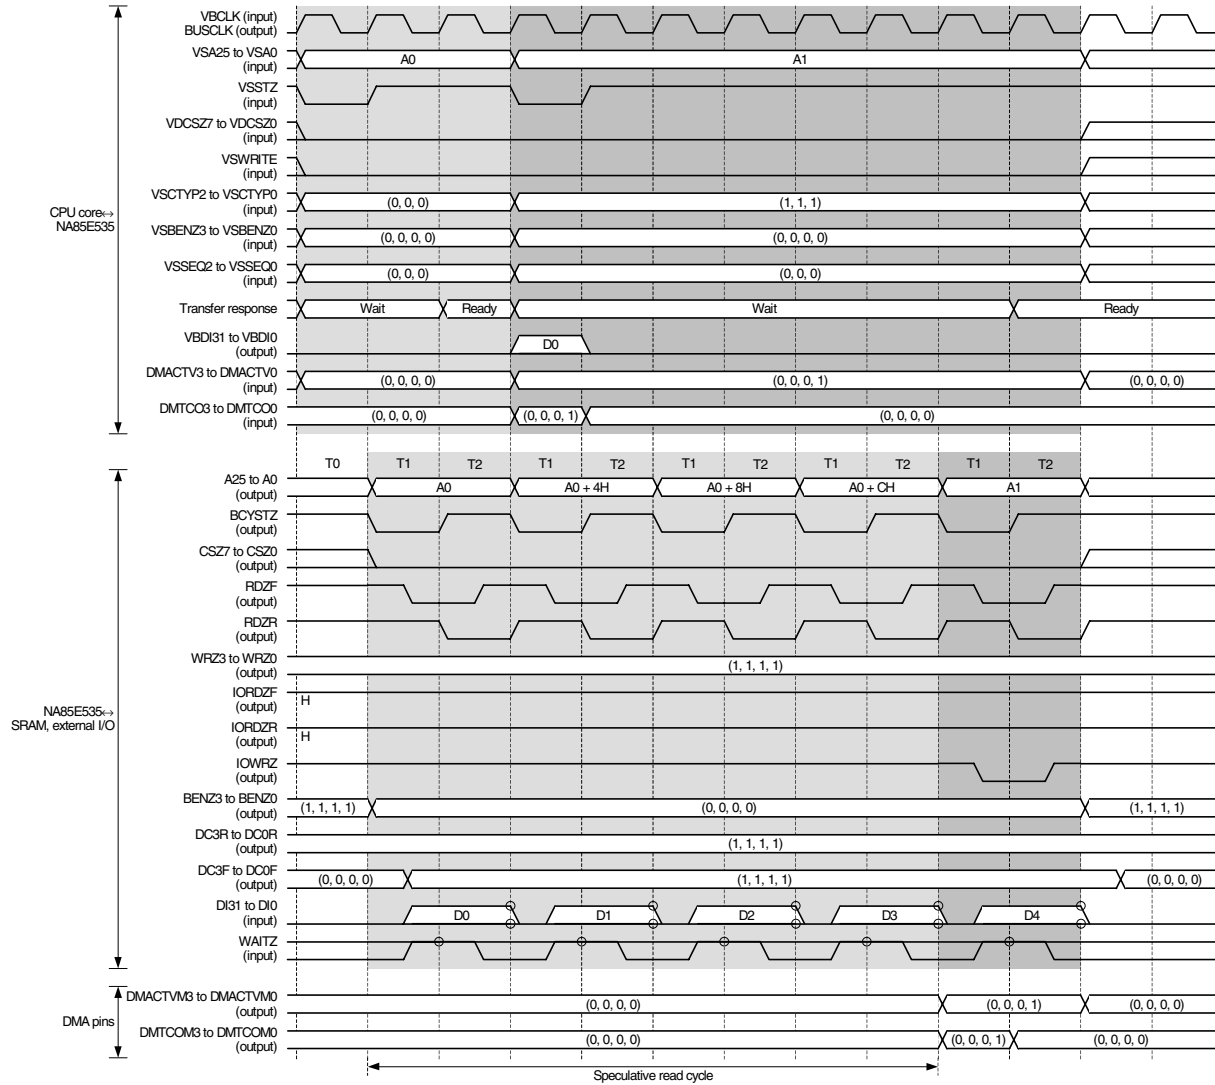 VBCLK (input)
BUSCLK (output)
VSA25 to VSA0
(input)
A0
A1
VSSTZ
(input)
VDCSZ7 to VDCSZ0
(input)
VSWRITE
(input)
VSCTYP2 to VSCTYP0
(input)
(0, 0, 0)
(1, 1, 1)
CPU core↔
NA85E535
VSBENZ3 to VSBENZ0
(input)
(0, 0, 0, 0)
(0, 0, 0, 0)
VSSEQ2 to VSSEQ0
(input)
(0, 0, 0)
(0, 0, 0)
Transfer response
Wait
Ready
Wait
Ready
VBDI31 to VBDI0
(output)
D0
DMACTV3 to DMACTV0
(input)
(0, 0, 0, 0)
(0, 0, 0, 1)
(0, 0, 0, 0)
DMTCO3 to DMTCO0
(input)
(0, 0, 0, 0)
(0, 0, 0, 1)
(0, 0, 0, 0)
T0
T1
T2
T1
T2
T1
T2
T1
T2
T1
T2
A25 to A0
(output)
A0
A0 + 4H
A0 + 8H
A0 + CH
A1
BCYSTZ
(output)
CSZ7 to CSZ0
(output)
RDZF
(output)
RDZR
(output)
WRZ3 to WRZ0
(output)
(1, 1, 1, 1)
IORDZF
(output)
H
NA85E535↔
SRAM, external I/O
IORDZR
(output)
H
IOWRZ
(output)
BENZ3 to BENZ0
(output)
(1, 1, 1, 1)
(0, 0, 0, 0)
(1, 1, 1, 1)
DC3R to DC0R
(output)
(1, 1, 1, 1)
DC3F to DC0F
(output)
(0, 0, 0, 0)
(1, 1, 1, 1)
(0, 0, 0, 0)
DI31 to DI0
(input)
D0
D1
D2
D3
D4
WAITZ
(input)
DMA pins
DMACTVM3 to DMACTVM0
(output)
(0, 0, 0, 0)
(0, 0, 0, 1)
(0, 0, 0, 0)
DMTCOM3 to DMTCOM0
(output)
(0, 0, 0, 0)
(0, 0, 0, 1)
(0, 0, 0, 0)
Speculative read cycle